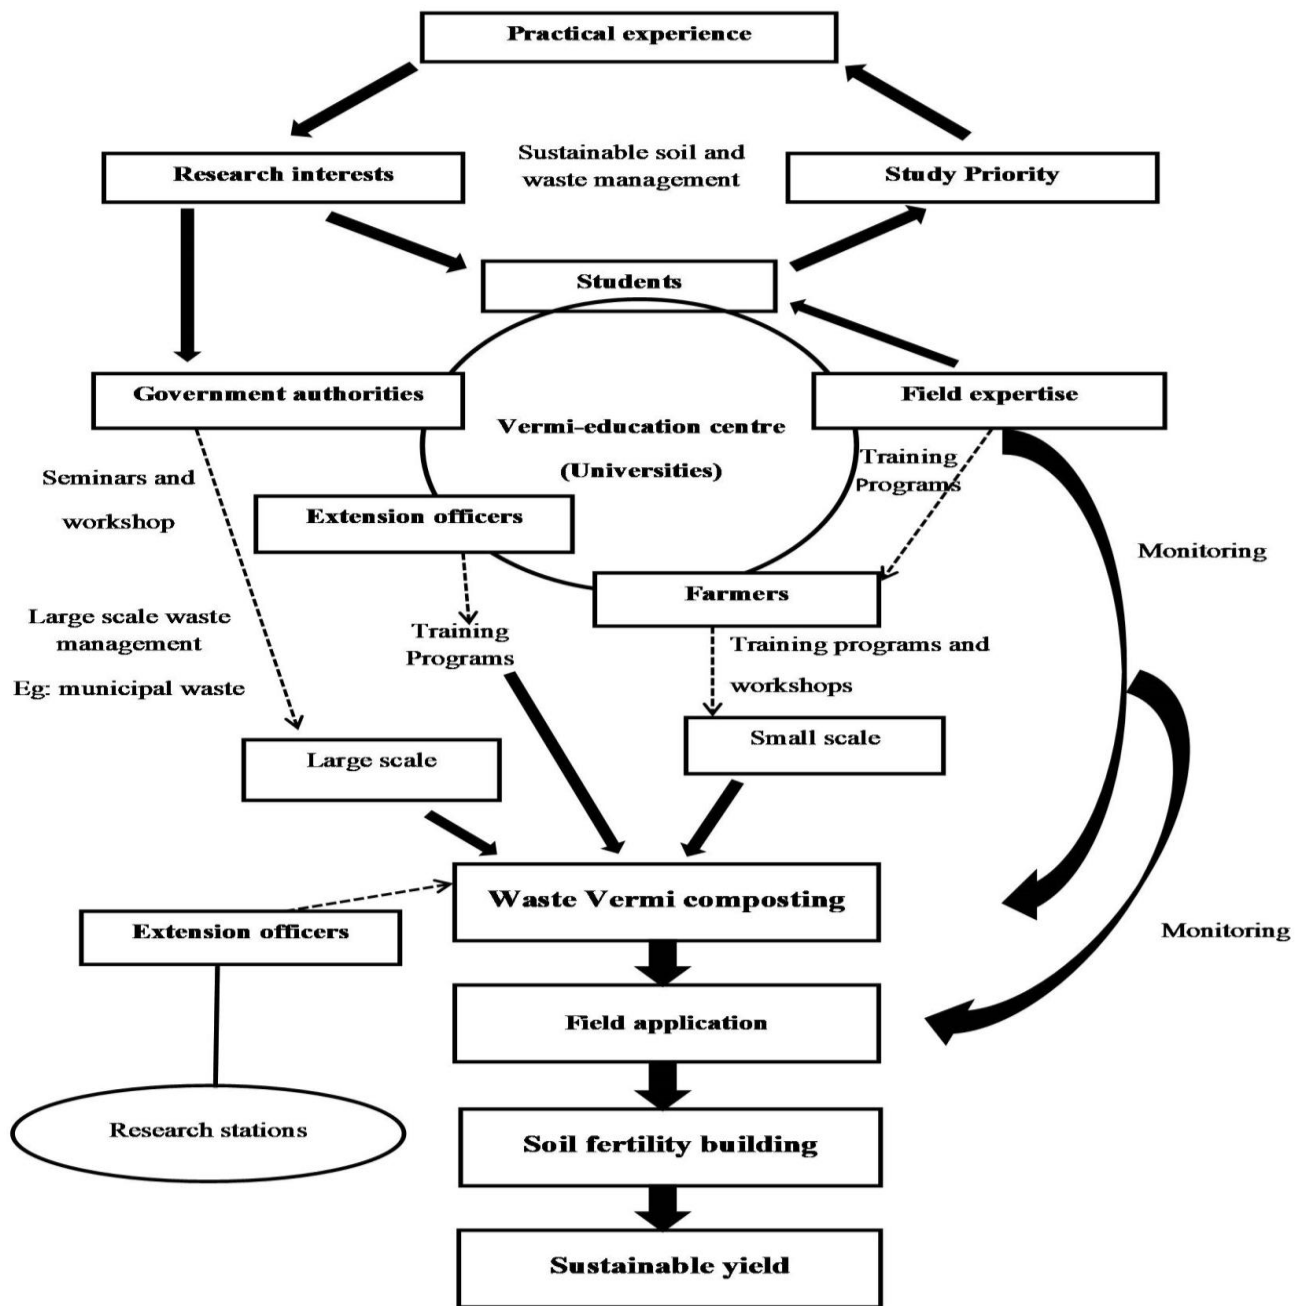 Practical experience
Research interests
Sustainable soil and
waste management
Study Priority
Students
Government authorities
Field expertise
Vermi-education centre
(Universities)
Training
Programs
Seminars and
workshop
Extension officers
Monitoring
Farmers
Large scale waste
management
Eg: municipal waste
Training
Programs
Training programs and
workshops
Large scale
Small scale
Waste Vermi composting
Extension officers
Monitoring
Field application
Research stations
Soil fertility building
Sustainable yield